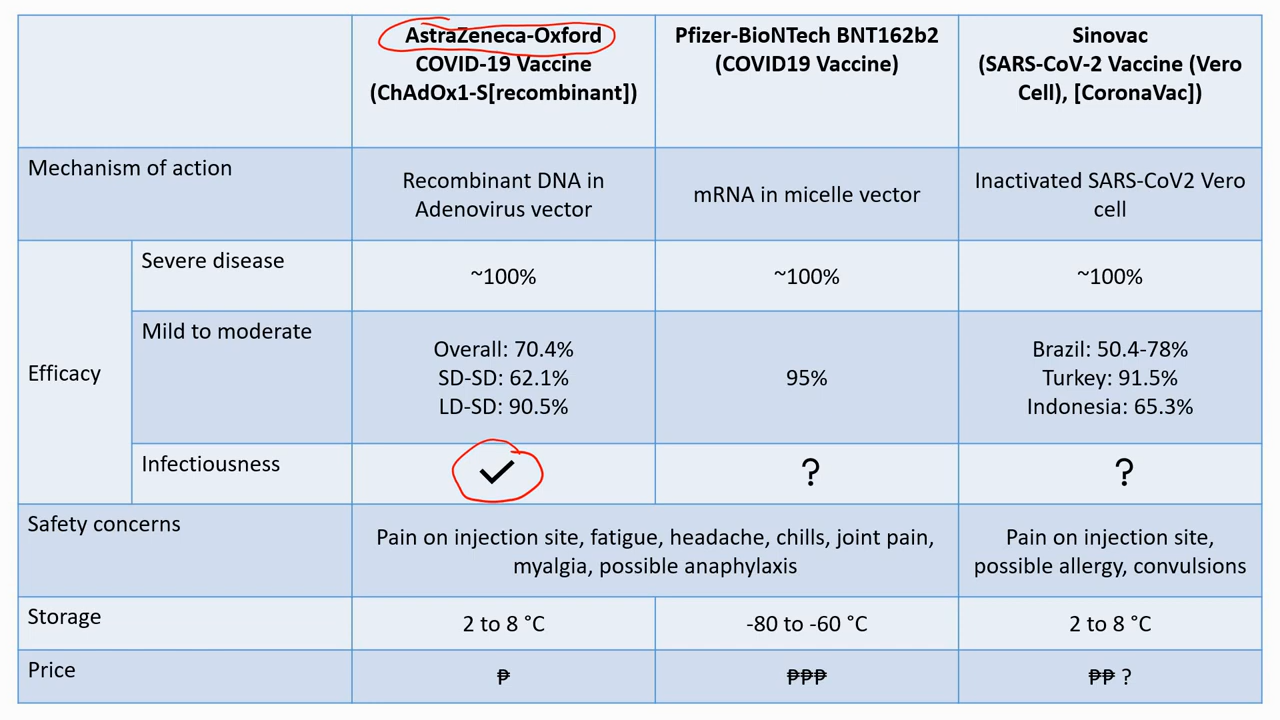 AstraZeneca-Oxford
COVID-19 Vaccine
(ChAdOx1-S[recombinant])
Pfizer-BioNTech BNT162b2
(COVID19 Vaccine)
Sinovac
(SARS-CoV-2 Vaccine (Vero
Cell), [CoronaVac])
Mechanism of action
Recombinant DNA in
Adenovirus vector
mRNA in micelle vector
Inactivated SARS-CoV2 Vero
cell
Efficacy
Severe disease
~100%
~100%
~100%
Mild to moderate
Overall: 70.4%
SD-SD: 62.1%
LD-SD: 90.5%
95%
Brazil: 50.4-78%
Turkey: 91.5%
Indonesia: 65.3%
Infectiousness
✓
?
?
Safety concerns
Pain on injection site, fatigue, headache, chills, joint pain,
myalgia, possible anaphylaxis
Pain on injection site,
possible allergy, convulsions
Storage
2 to 8 °C
-80 to -60 °C
2 to 8 °C
Price
₱
₱₱₱
₱₱ ?